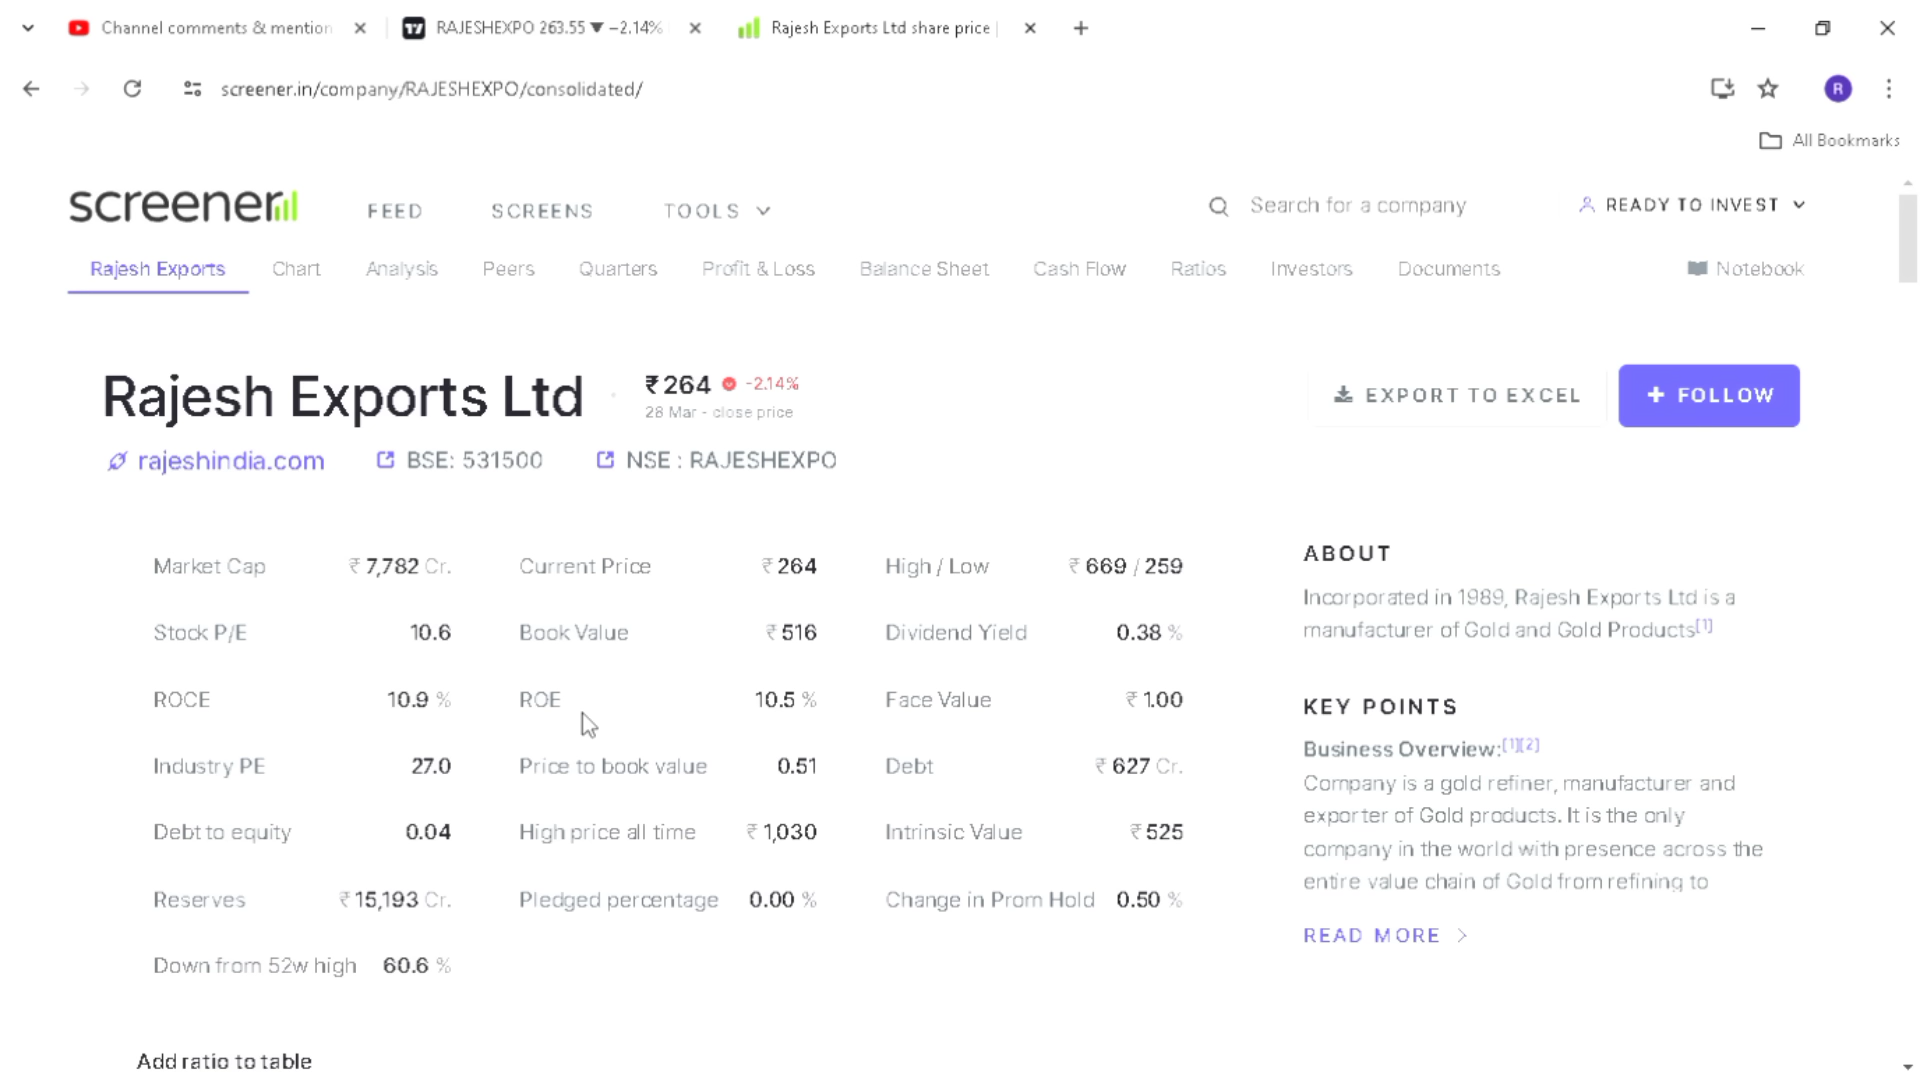 Channel comments & mention
RAJESHEXPO 263.55 ▼ −2.14%
Rajesh Exports Ltd share price |
screener.in/company/RAJESHEXPO/consolidated/
R
All Bookmarks
screener
FEED
SCREENS
TOOLS
Search for a company
READY TO INVEST
Rajesh Exports
Chart
Analysis
Peers
Quarters
Profit & Loss
Balance Sheet
Cash Flow
Ratios
Investors
Documents
Notebook
Rajesh Exports Ltd
₹ 264 -2.14%
28 Mar - close price
EXPORT TO EXCEL
+ FOLLOW
rajeshindia.com
BSE: 531500
NSE : RAJESHEXPO
Market Cap ₹ 7,782 Cr.
Current Price ₹ 264
High / Low ₹ 669 / 259
Stock P/E 10.6
Book Value ₹ 516
Dividend Yield 0.38 %
ROCE 10.9 %
ROE 10.5 %
Face Value ₹ 1.00
Industry PE 27.0
Price to book value 0.51
Debt ₹ 627 Cr.
Debt to equity 0.04
High price all time ₹ 1,030
Intrinsic Value ₹ 525
Reserves ₹ 15,193 Cr.
Pledged percentage 0.00 %
Change in Prom Hold 0.50 %
Down from 52w high 60.6 %
Add ratio to table
ABOUT
Incorporated in 1989, Rajesh Exports Ltd is a
manufacturer of Gold and Gold Products[1]
KEY POINTS
Business Overview:[1][2]
Company is a gold refiner, manufacturer and
exporter of Gold products. It is the only
company in the world with presence across the
entire value chain of Gold from refining to
READ MORE